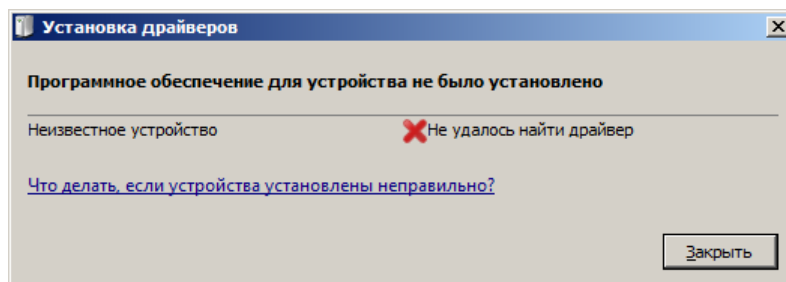 Установка драйверов
Программное обеспечение для устройства не было установлено
Неизвестное устройство Не удалось найти драйвер
Что делать, если устройства установлены неправильно?
Закрыть